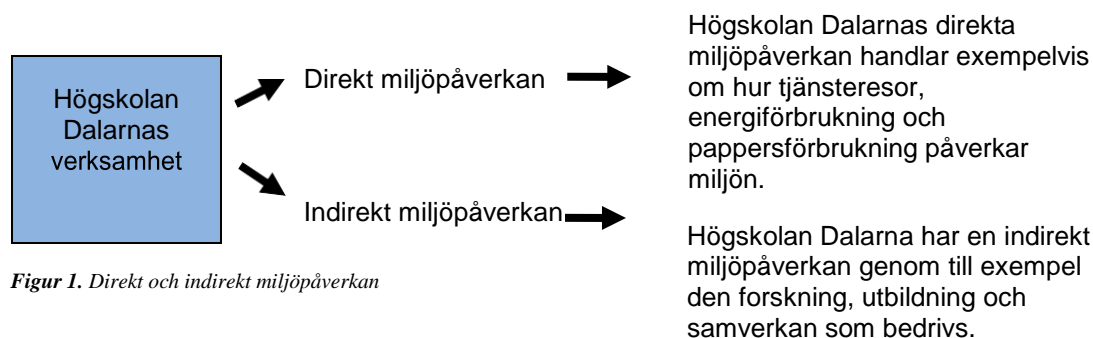 Högskolan
Dalarnas
verksamhet
Direkt miljöpåverkan
Högskolan Dalarnas direkta
miljöpåverkan handlar exempelvis
om hur tjänsteresor,
energiförbrukning och
pappersförbrukning påverkar
miljön.
Indirekt miljöpåverkan
Högskolan Dalarna har en indirekt
miljöpåverkan genom till exempel
den forskning, utbildning och
samverkan som bedrivs.
Figur 1. Direkt och indirekt miljöpåverkan